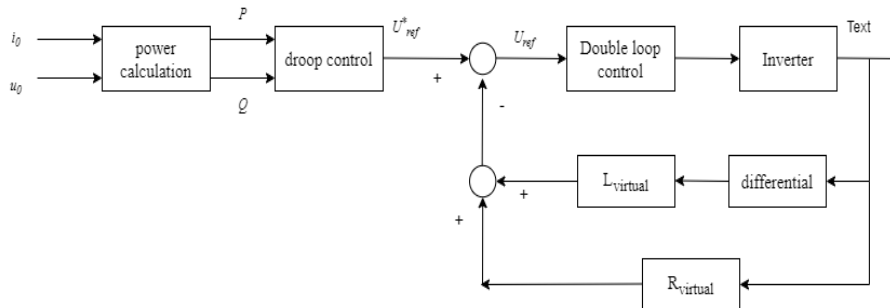 P
U*ref
Text
i0
u0
power
calculation
droop control
Uref
Double loop
control
Inverter
+
Q
-
Lvirtual
differential
+
+
Rvirtual